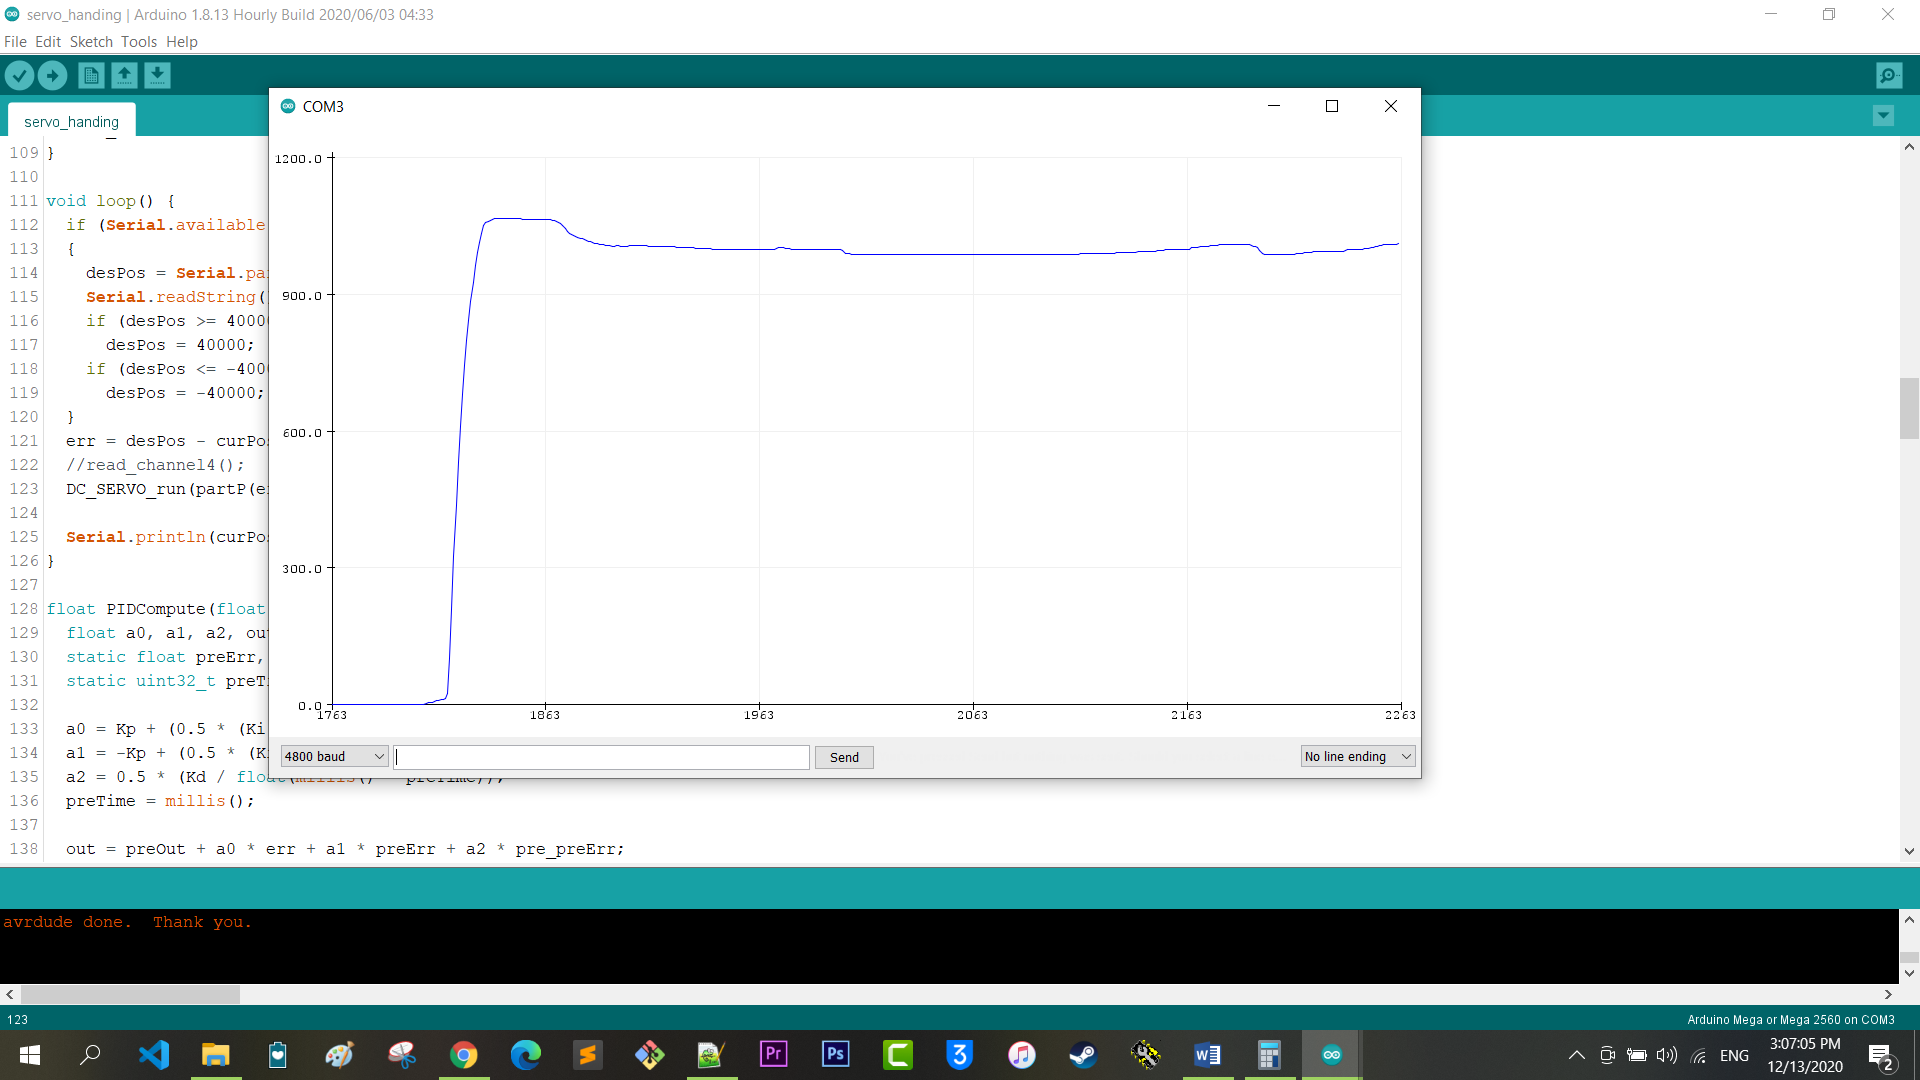 servo_handing | Arduino 1.8.13 Hourly Build 2020/06/03 04:33
File Edit Sketch Tools Help
servo_handing
109 }
110
111 void loop() {
112 if (Serial.available
113 {
114 desPos = Serial.pa
115 Serial.readString(
116 if (desPos >= 4000
117 desPos = 40000;
118 if (desPos <= -400
119 desPos = -40000;
120 }
121 err = desPos - curPo
122 //read_channel4();
123 DC_SERVO_run(partP(e
124
125 Serial.println(curPo
126 }
127
128 float PIDCompute(float
129 float a0, a1, a2, ou
130 static float preErr,
131 static uint32_t preT
132
133 a0 = Kp + (0.5 * (Ki
134 a1 = -Kp + (0.5 * (K
135 a2 = 0.5 * (Kd / float(millis() - preTime));
136 preTime = millis();
137
138 out = preOut + a0 * err + a1 * preErr + a2 * pre_preErr;
COM3
1200.0
900.0
600.0
300.0
0.0
1763 1863 1963 2063 2163 2263
4800 baud Send No line ending
avrdude done. Thank you.
123 Arduino Mega or Mega 2560 on COM3
Pr Ps C 3 W ENG
3:07:05 PM
12/13/2020
2